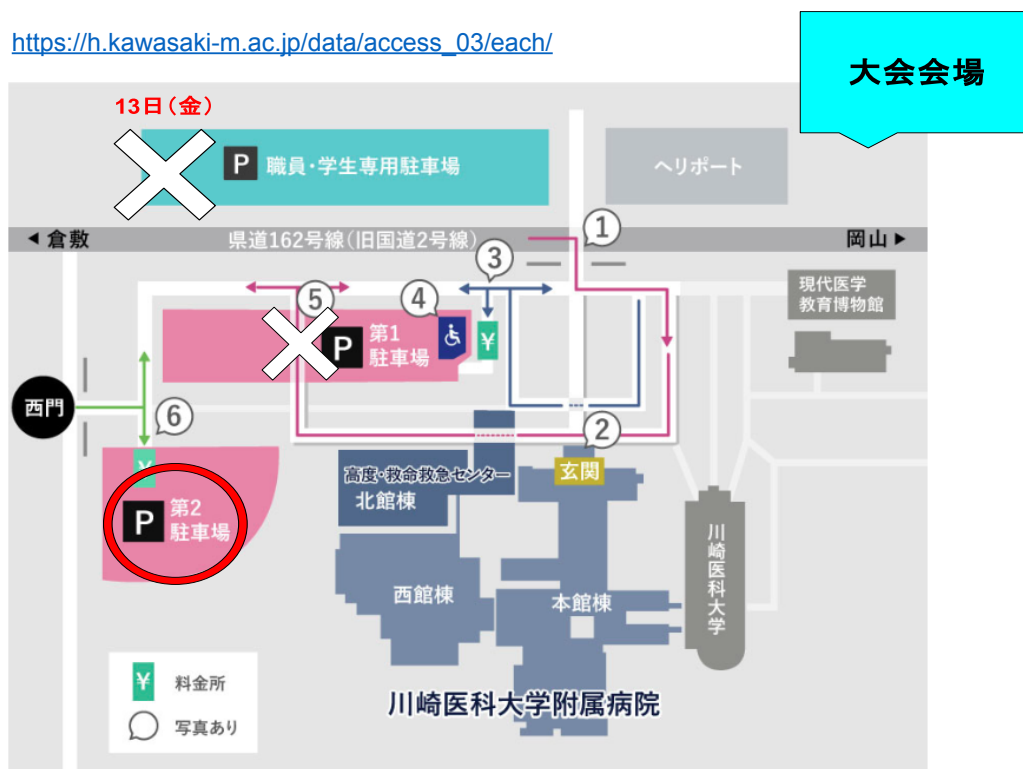 https://h.kawasaki-m.ac.jp/data/access_03/each/
大会会場
13日（金）
P 職員・学生専用駐車場
ヘリポート
◀ 倉敷
県道162号線（旧国道2号線）
岡山 ▶
1
3
現代医学
教育博物館
5
4
P 第1
駐車場
¥
西門
6
2
¥
高度・救命救急センター
北館棟
玄関
P 第2
駐車場
川崎医科大学
西館棟
本館棟
¥ 料金所
写真あり
川崎医科大学附属病院